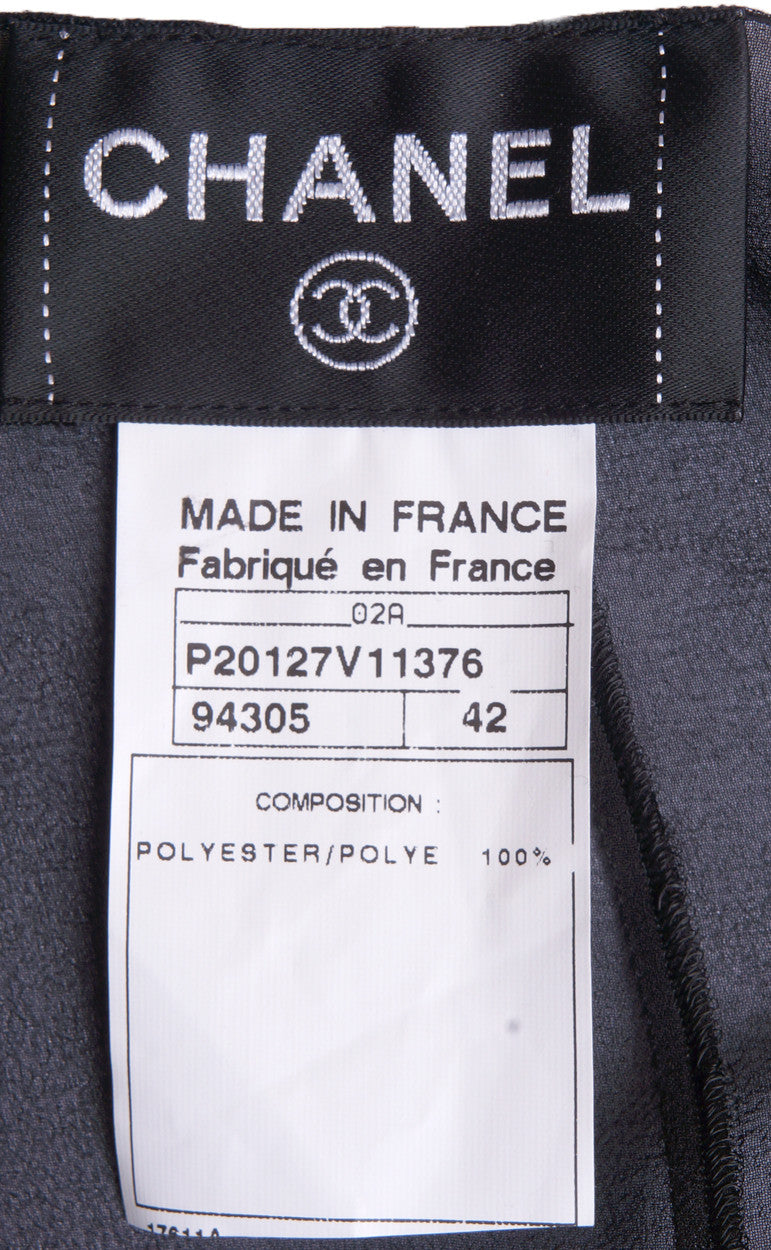 CHANEL
MADE IN FRANCE
Fabriqué en France
02A
P20127V11376
94305 42
COMPOSITION :
POLYESTER/POLYE 100%